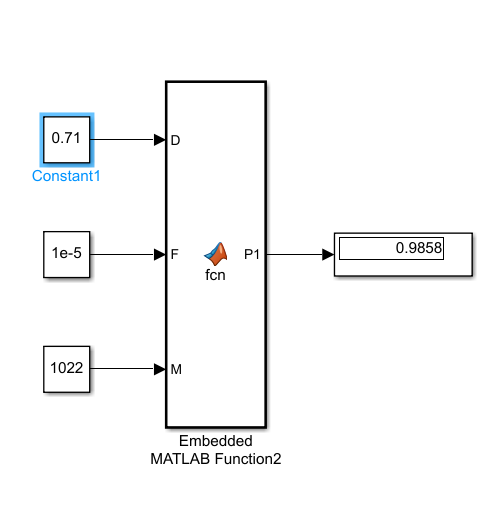 0.71
D
Constant1
1e-5
F
fcn
P1
0.9858
1022
M
Embedded
MATLAB Function2